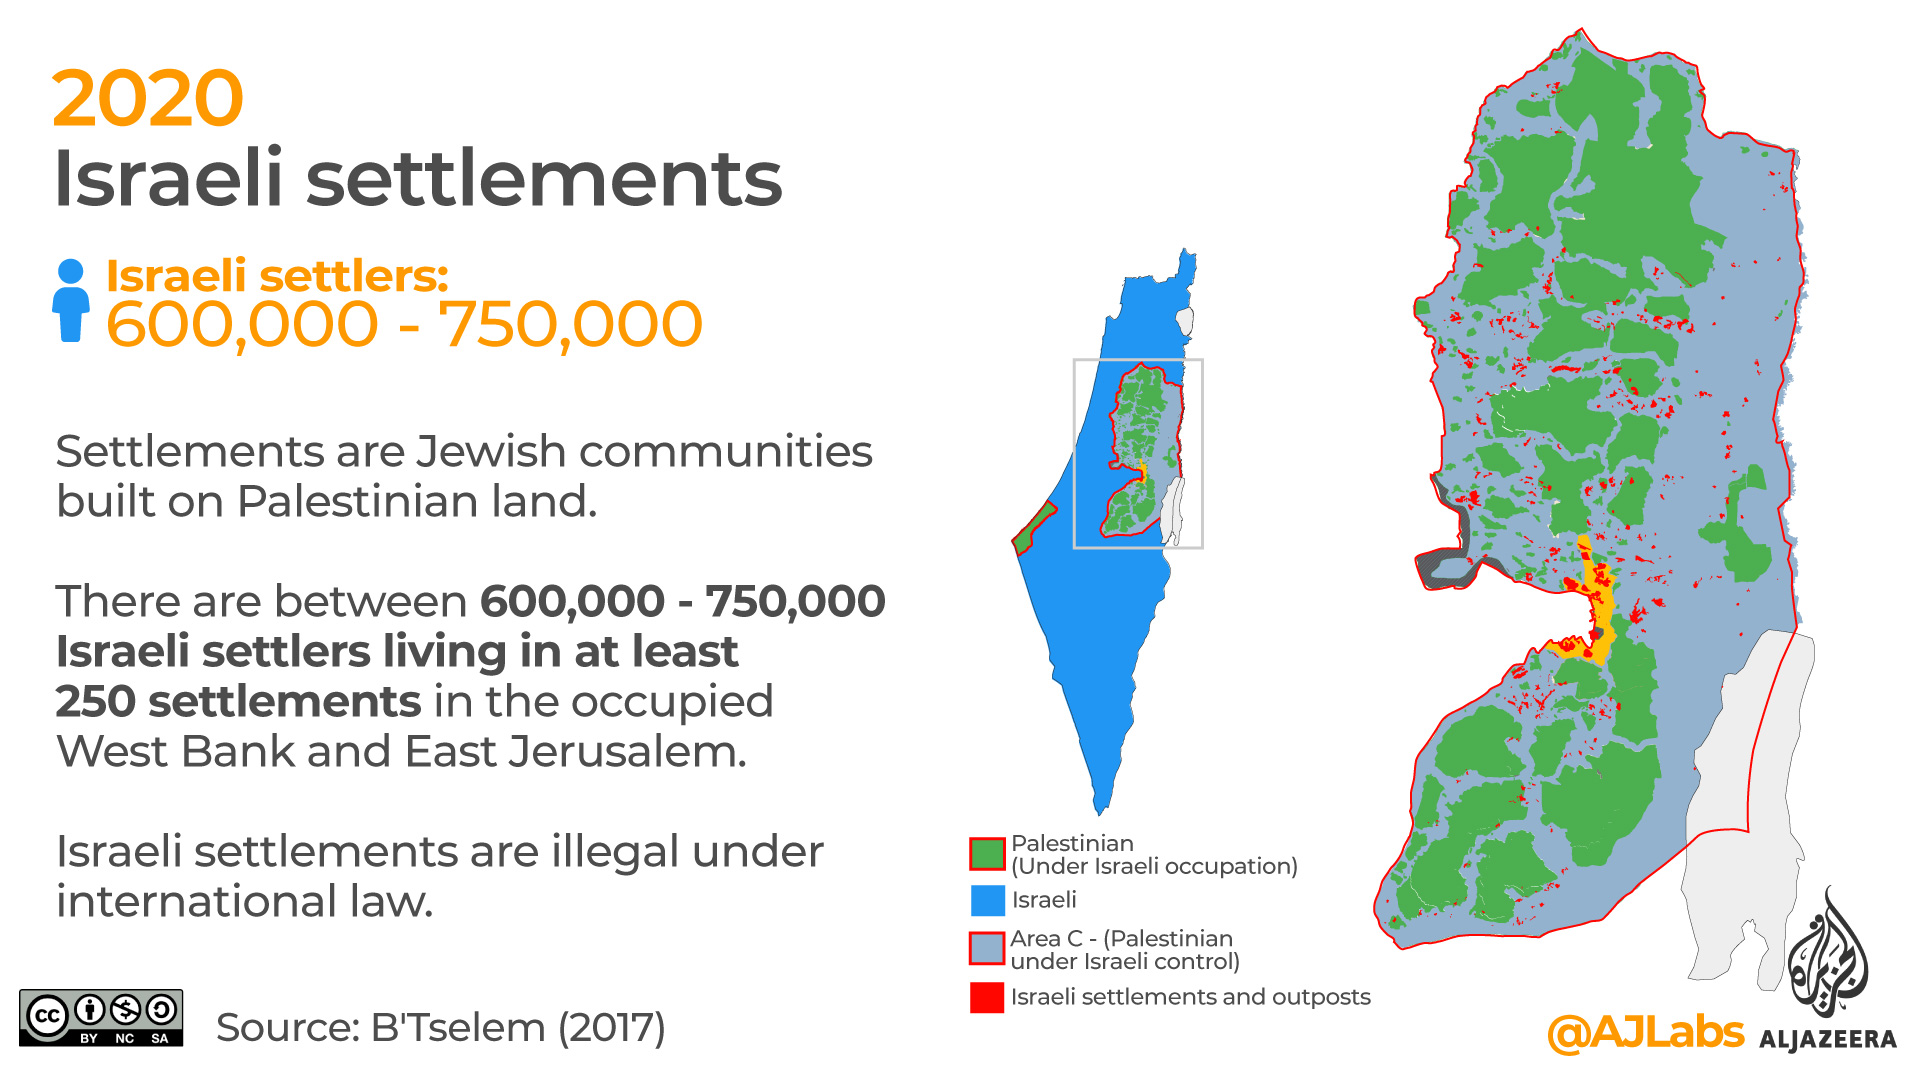 2020
Israeli settlements
Israeli settlers:
600,000 - 750,000
Settlements are Jewish communities
built on Palestinian land.
There are between 600,000 - 750,000
Israeli settlers living in at least
250 settlements in the occupied
West Bank and East Jerusalem.
Israeli settlements are illegal under
international law.
cc
BY NC SA
Source: B'Tselem (2017)
Palestinian
(Under Israeli occupation)
Israeli
Area C - (Palestinian
under Israeli control)
Israeli settlements and outposts
@AJLabs
الجزيرة
ALJAZEERA